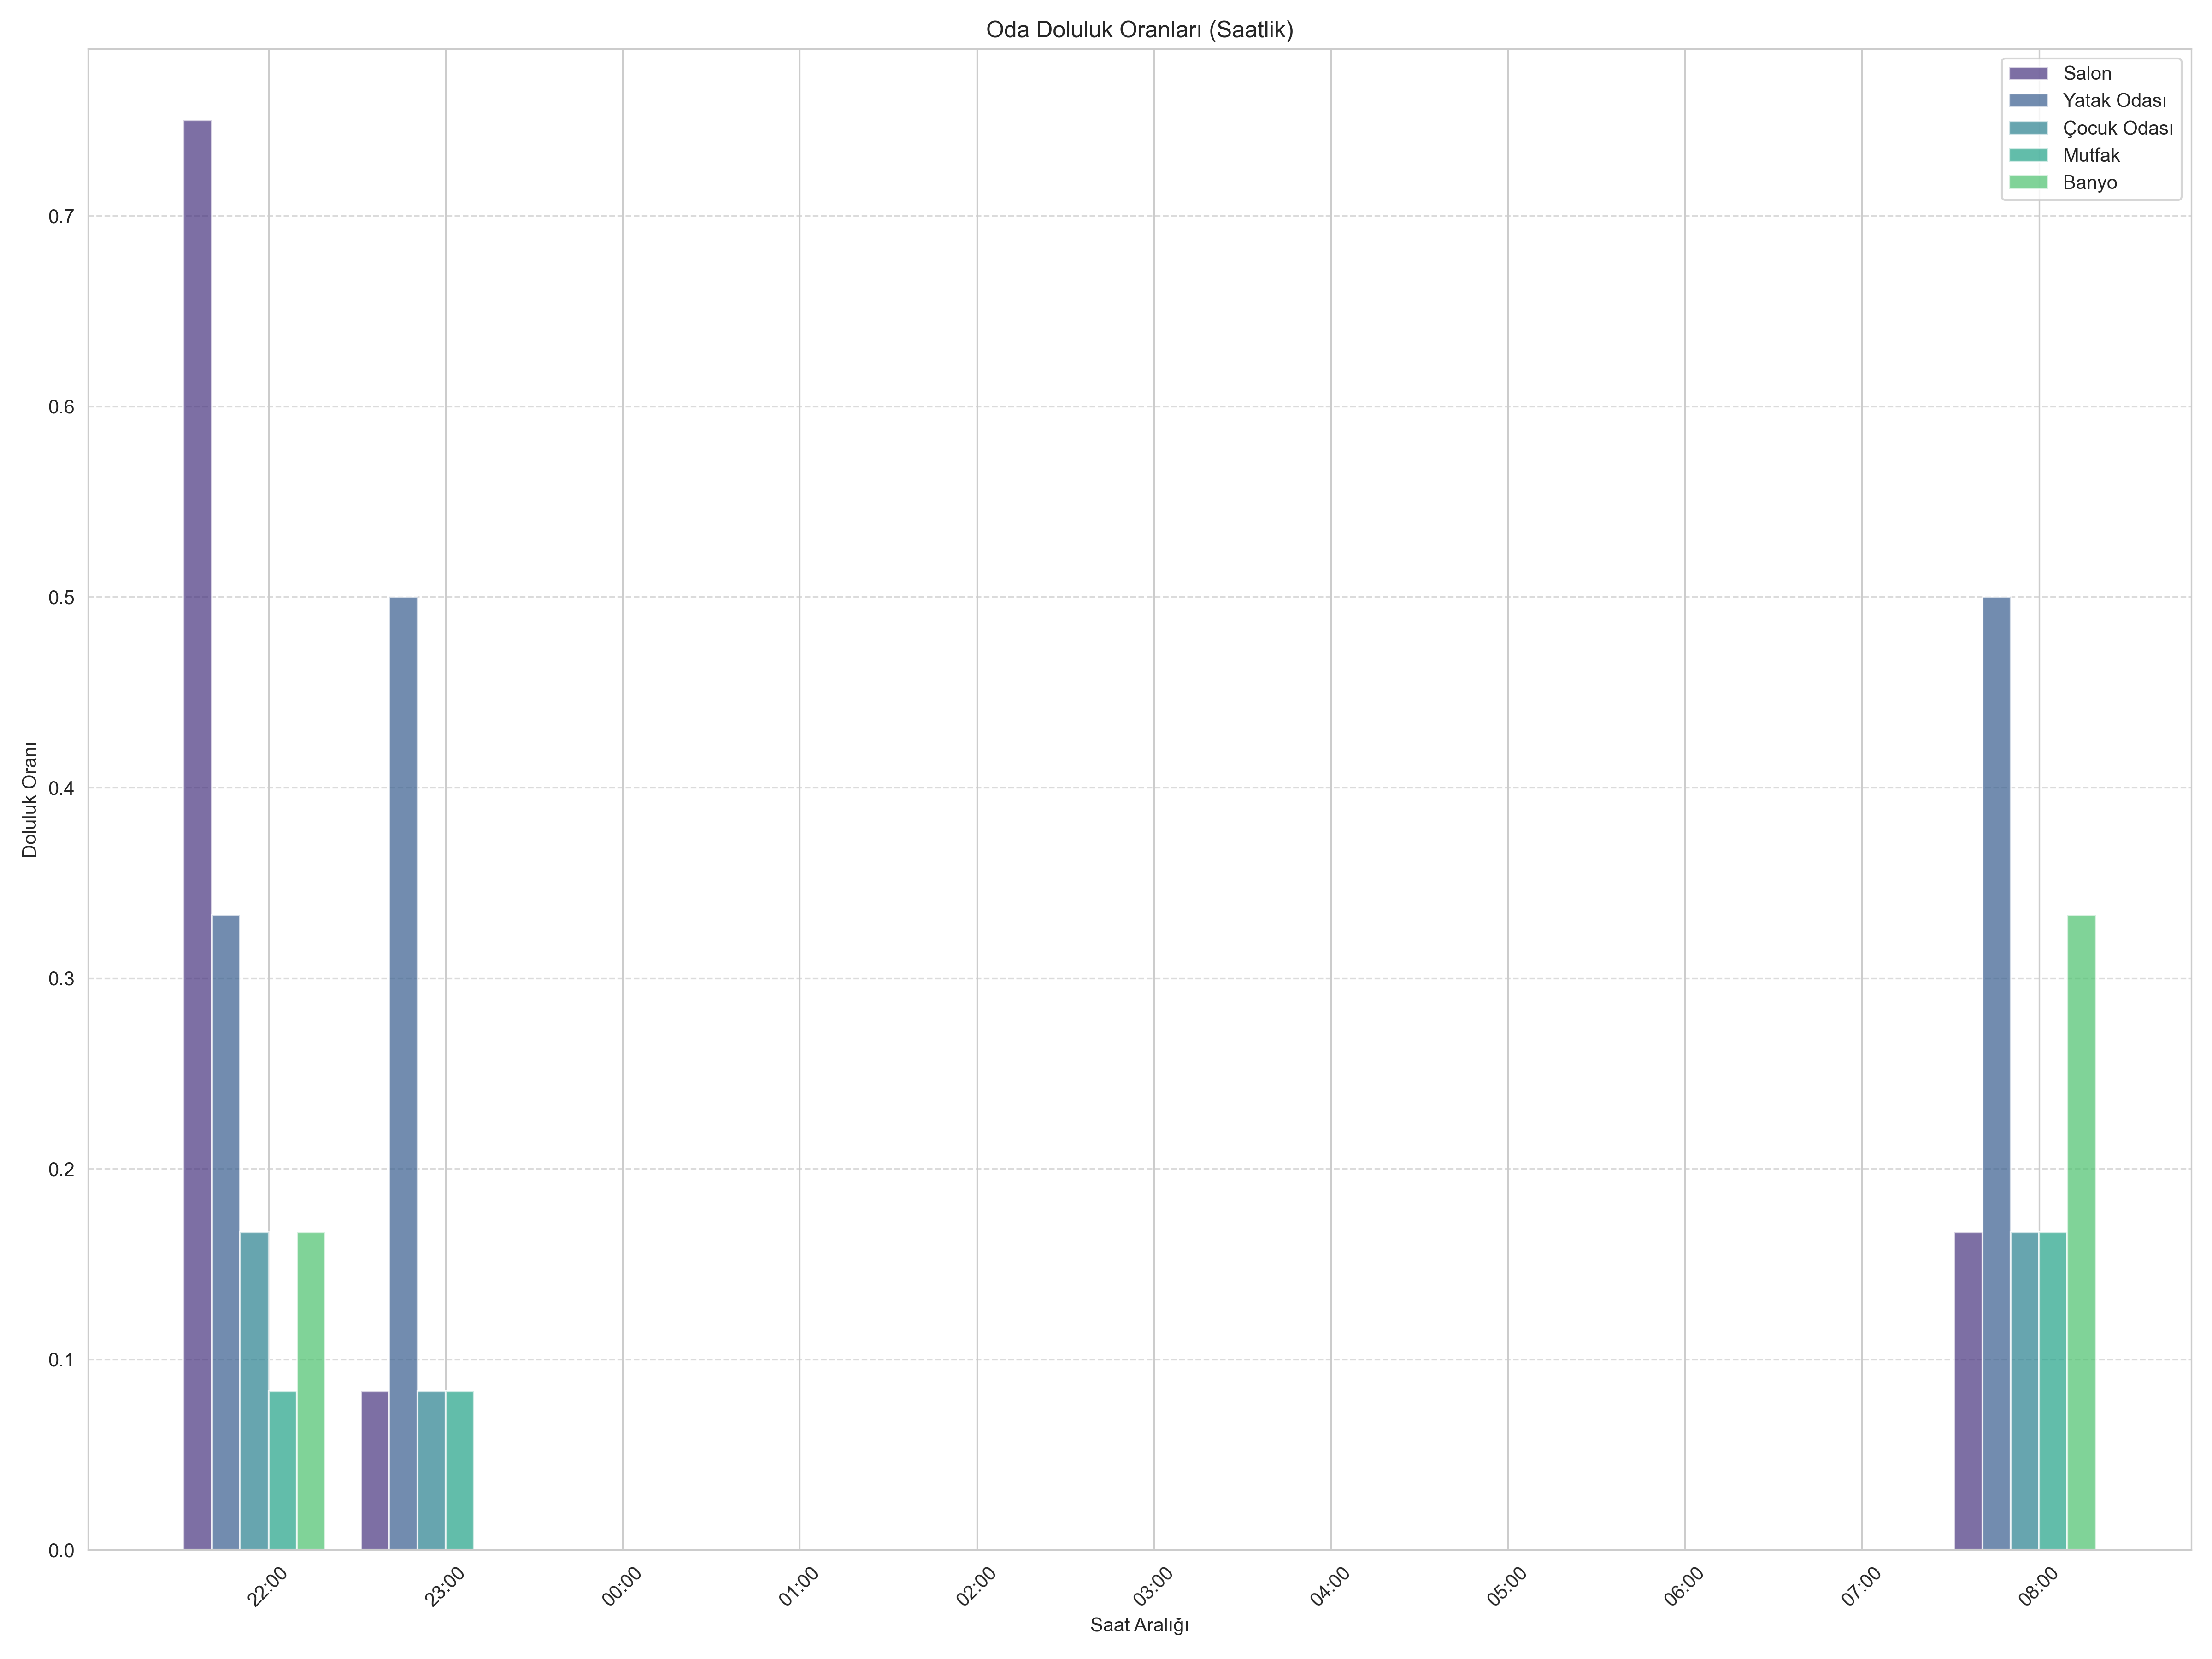 Oda Doluluk Oranları (Saatlik)
Salon
Yatak Odası
Çocuk Odası
Mutfak
Banyo
Doluluk Oranı
0.7
0.6
0.5
0.4
0.3
0.2
0.1
0.0
22:00
23:00
00:00
01:00
02:00
03:00
04:00
05:00
06:00
07:00
08:00
Saat Aralığı